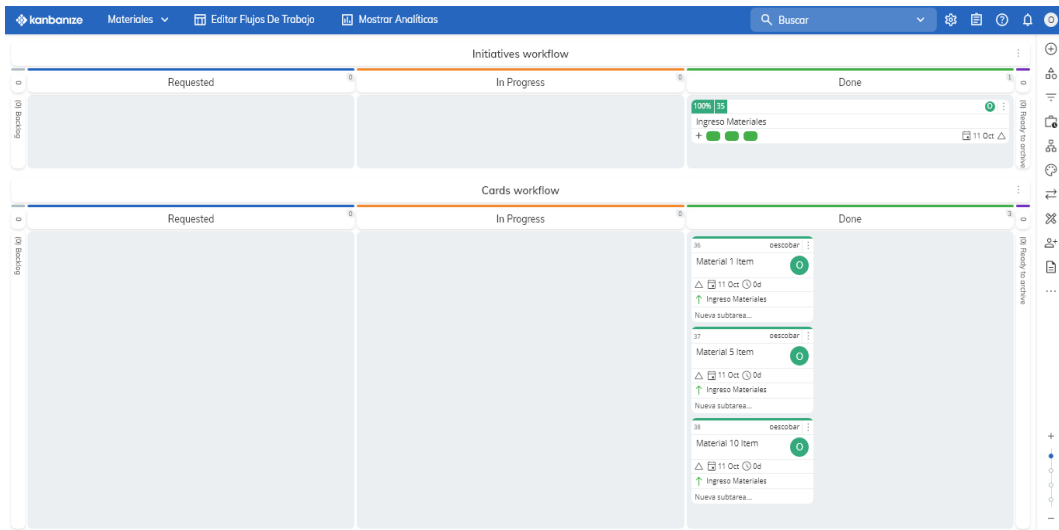 kanbanize Materiales Editar Flujos De Trabajo Mostrar Analíticas Buscar O
Initiatives workflow
0 Requested 0 In Progress 0 Done 1 0
(0) Backlog
100% 35 O
Ingreso Materiales
+ 11 Oct
(0) Ready to archive
Cards workflow
0 Requested 0 In Progress 0 Done 3 0
(0) Backlog
36 oescobar
Material 1 Item O
11 Oct 0d
Ingreso Materiales
Nueva subtarea...
37 oescobar
Material 5 Item O
11 Oct 0d
Ingreso Materiales
Nueva subtarea...
38 oescobar
Material 10 Item O
11 Oct 0d
Ingreso Materiales
Nueva subtarea...
(0) Ready to archive